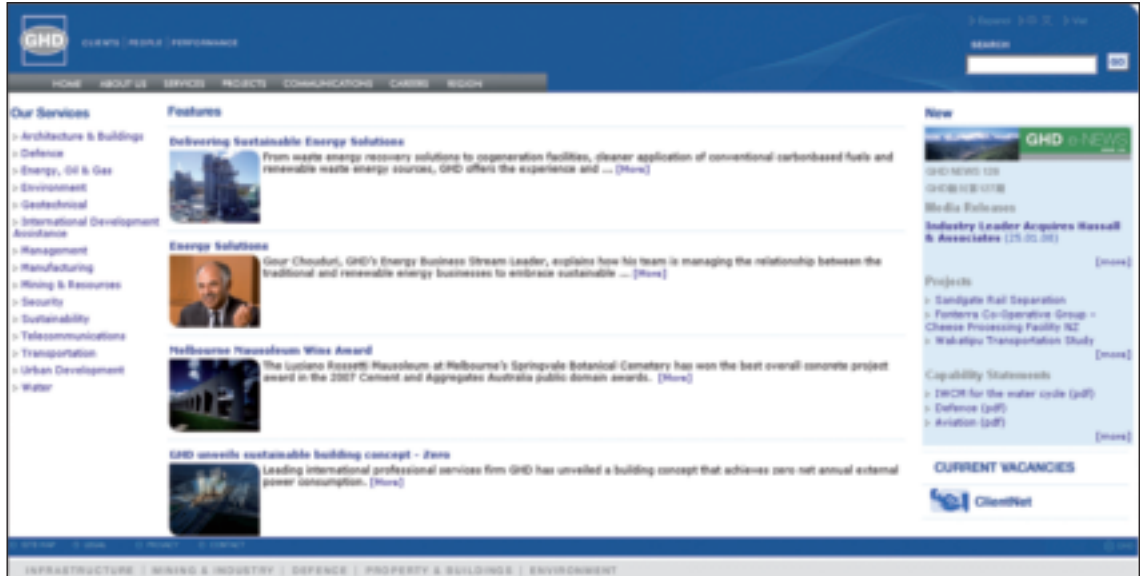 GHD
CLIENTS | PEOPLE | PERFORMANCE
SEARCH
GO
HOME ABOUT US SERVICES PROJECTS COMMUNICATIONS CAREERS REGION
Our Services
Architecture & Buildings
Defence
Energy, Oil & Gas
Environment
Geotechnical
International Development
Assistance
Management
Manufacturing
Mining & Resources
Security
Sustainability
Telecommunications
Transportation
Urban Development
Water
Features
Delivering Sustainable Energy Solutions
From waste energy recovery solutions to cogeneration facilities, cleaner application of conventional carbonbased fuels and
renewable waste energy sources, GHD offers the experience and ... [More]
Energy Solutions
Gour Chouduri, GHD's Energy Business Stream Leader, explains how his team is managing the relationship between the
traditional and renewable energy businesses to embrace sustainable ... [More]
Melbourne Mausoleum Wins Award
The Luciano Rossetti Mausoleum at Melbourne's Springvale Botanical Cemetery has won the best overall concrete project
award in the 2007 Cement and Aggregates Australia public domain awards. [More]
GHD unveils sustainable building concept - Zero
Leading international professional services firm GHD has unveiled a building concept that achieves zero net annual external
power consumption. [More]
New
GHD e-NEWS
GHD NEWS 128
Media Releases
Industry Leader Acquires Hassall
& Associates (25.01.08)
[more]
Projects
Sandgate Rail Separation
Fonterra Co-Operative Group -
Cheese Processing Facility NZ
Wakatipu Transportation Study
[more]
Capability Statements
IWCM for the water cycle (pdf)
Defence (pdf)
Aviation (pdf)
[more]
CURRENT VACANCIES
ClientNet
SITE MAP LEGAL PRIVACY CONTACT
INFRASTRUCTURE | MINING & INDUSTRY | DEFENCE | PROPERTY & BUILDINGS | ENVIRONMENT